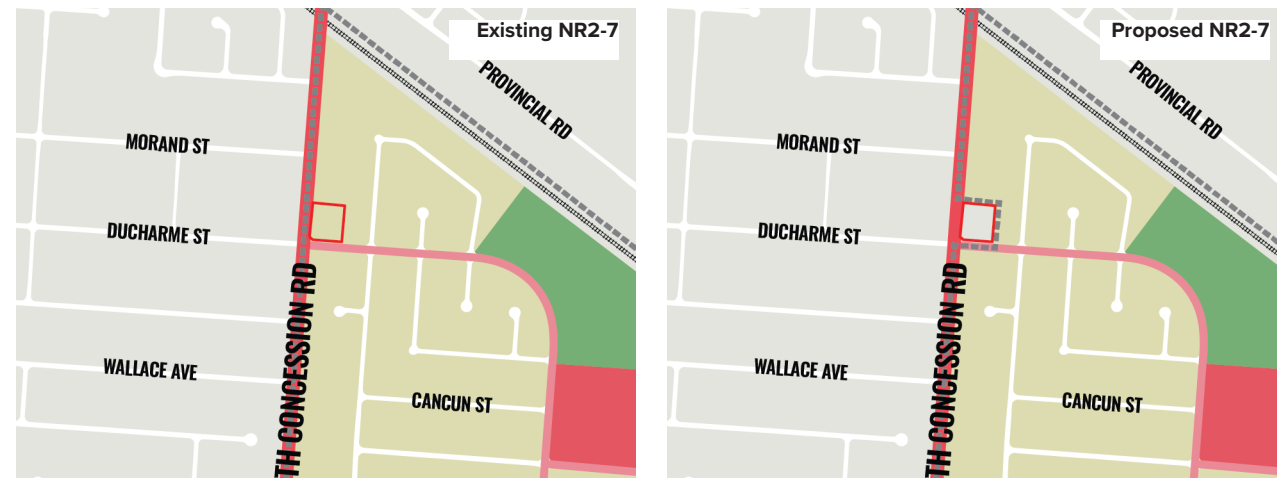 Existing NR2-7
PROVINCIAL RD
MORAND ST
DUCHARME ST
TH CONCESSION RD
WALLACE AVE
CANCUN ST
Proposed NR2-7
PROVINCIAL RD
MORAND ST
DUCHARME ST
TH CONCESSION RD
WALLACE AVE
CANCUN ST